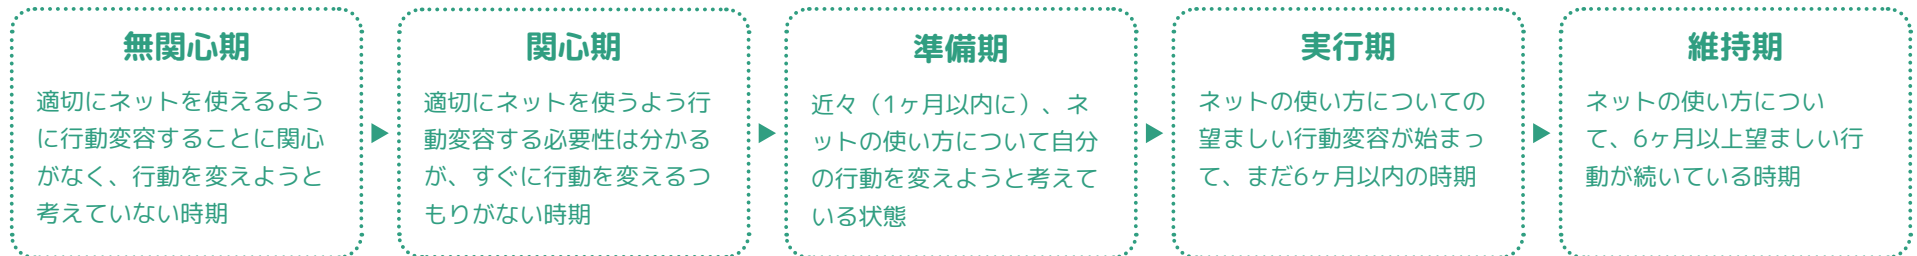 無関心期
適切にネットを使えるよう
に行動変容することに関心
がなく、行動を変えようと
考えていない時期
関心期
適切にネットを使うよう行
動変容する必要性は分かる
が、すぐに行動を変えるつ
もりがない時期
準備期
近々（1ヶ月以内に）、ネ
ットの使い方について自分
の行動を変えようと考えて
いる状態
実行期
ネットの使い方についての
望ましい行動変容が始まっ
て、まだ6ヶ月以内の時期
維持期
ネットの使い方につい
て、6ヶ月以上望ましい行
動が続いている時期